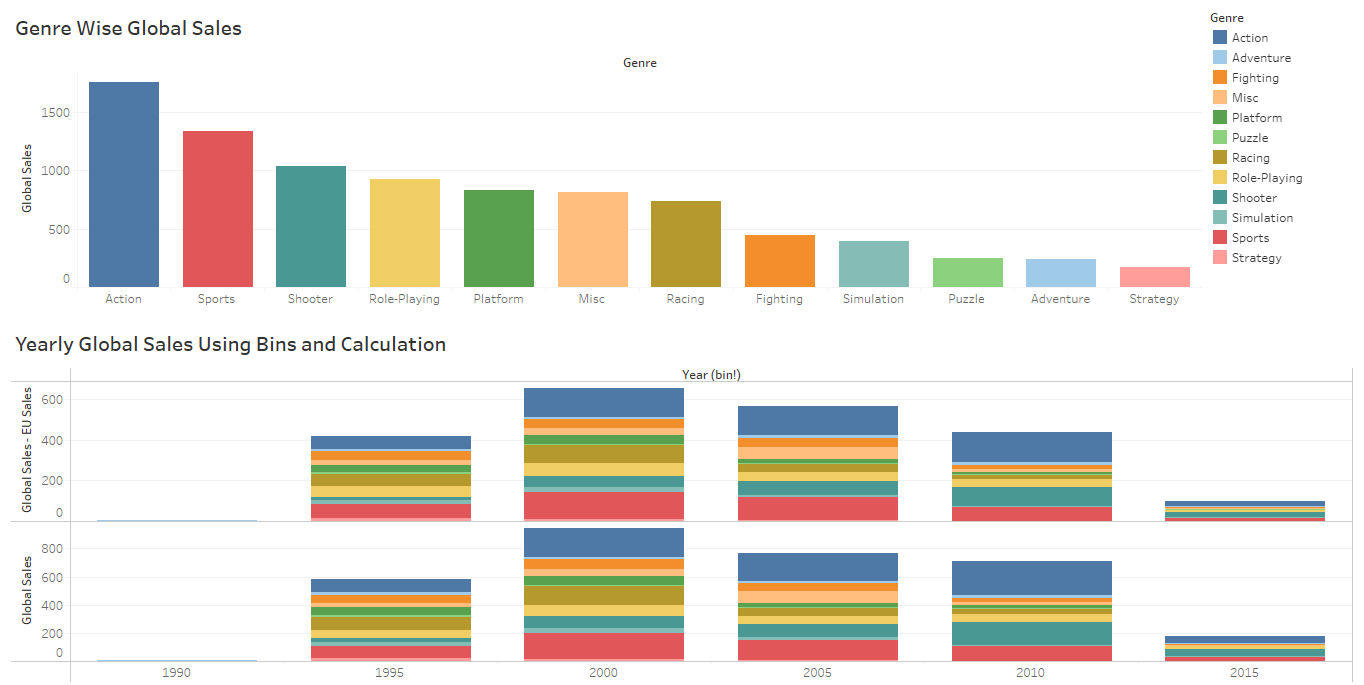 Genre Wise Global Sales
Genre
Global Sales
1500
1000
500
0
Action Sports Shooter Role-Playing Platform Misc Racing Fighting Simulation Puzzle Adventure Strategy
Genre
Action
Adventure
Fighting
Misc
Platform
Puzzle
Racing
Role-Playing
Shooter
Simulation
Sports
Strategy
Yearly Global Sales Using Bins and Calculation
Year (bin!)
Global Sales - EU Sales
600
400
200
0
Global Sales
800
600
400
200
0
1990 1995 2000 2005 2010 2015